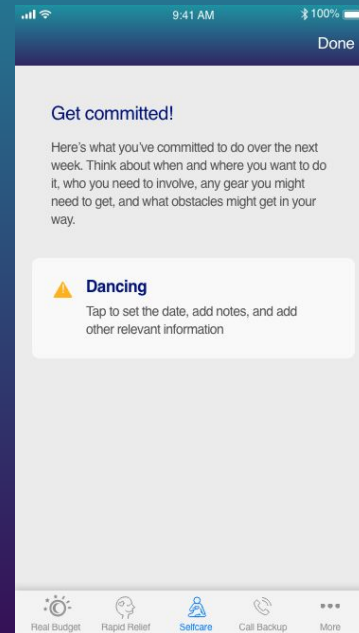 9:41 AM
100%
Done
Get committed!
Here's what you've committed to do over the next
week. Think about when and where you want to do
it, who you need to involve, any gear you might
need to get, and what obstacles might get in your
way.
Dancing
Tap to set the date, add notes, and add
other relevant information
Real Budget Rapid Relief Selfcare Call Backup More